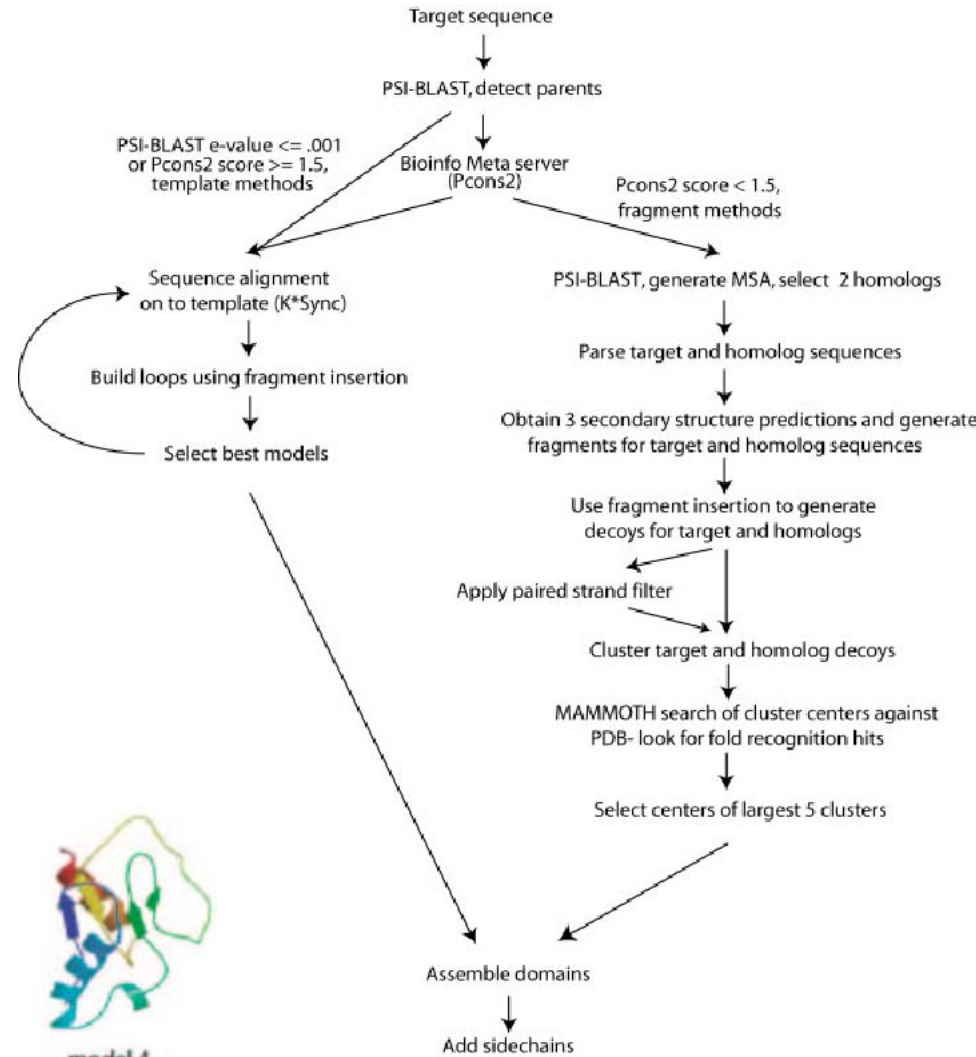 Target sequence
PSI-BLAST, detect parents
PSI-BLAST e-value <= .001
or Pcons2 score >= 1.5,
template methods
Bioinfo Meta server
(Pcons2)
Pcons2 score < 1.5,
fragment methods
Sequence alignment
on to template (K*Sync)
Build loops using fragment insertion
Select best models
PSI-BLAST, generate MSA, select 2 homologs
Parse target and homolog sequences
Obtain 3 secondary structure predictions and generate
fragments for target and homolog sequences
Use fragment insertion to generate
decoys for target and homologs
Apply paired strand filter
Cluster target and homolog decoys
MAMMOTH search of cluster centers against
PDB- look for fold recognition hits
Select centers of largest 5 clusters
Assemble domains
Add sidechains
model 4